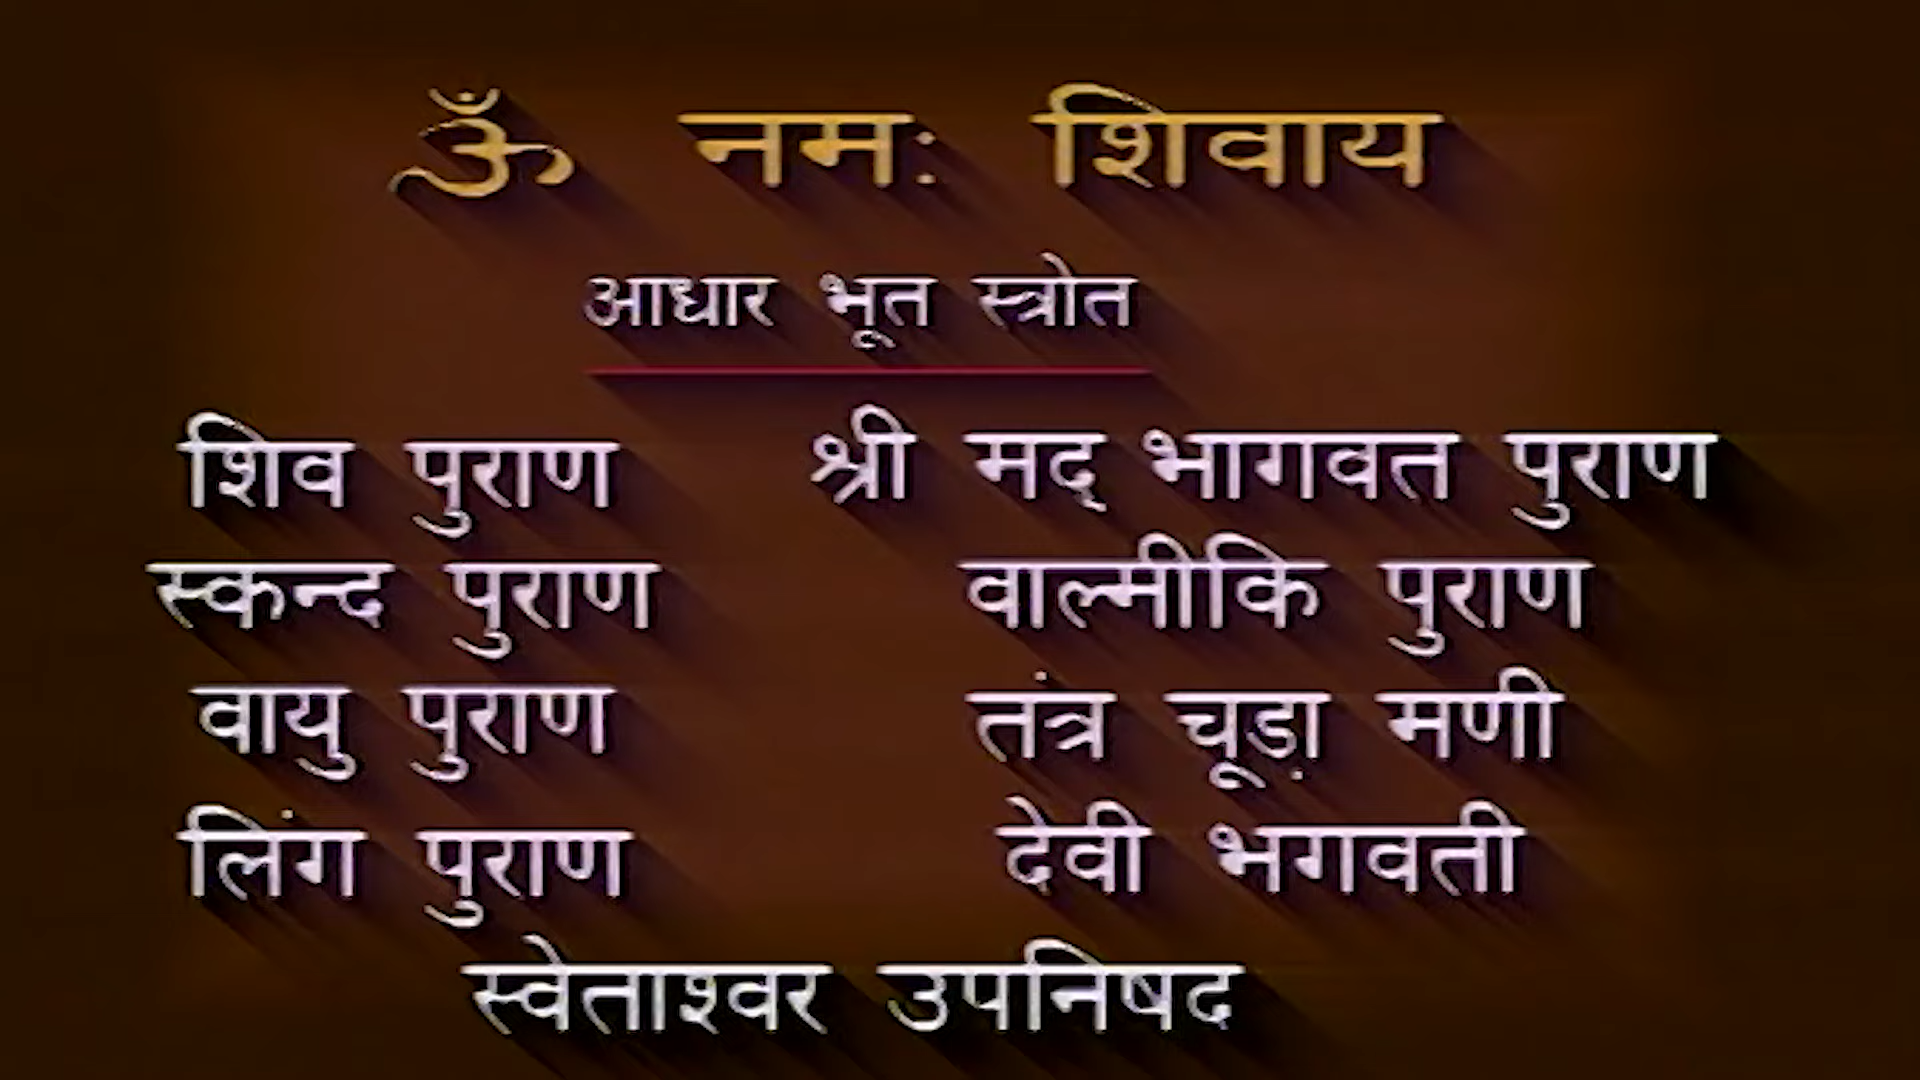 ॐ नमः शिवाय
आधार भूत स्त्रोत
शिव पुराण श्री मद् भागवत पुराण
स्कन्द पुराण वाल्मीकि पुराण
वायु पुराण तंत्र चूड़ा मणी
लिंग पुराण देवी भगवती
स्वेताश्वर उपनिषद